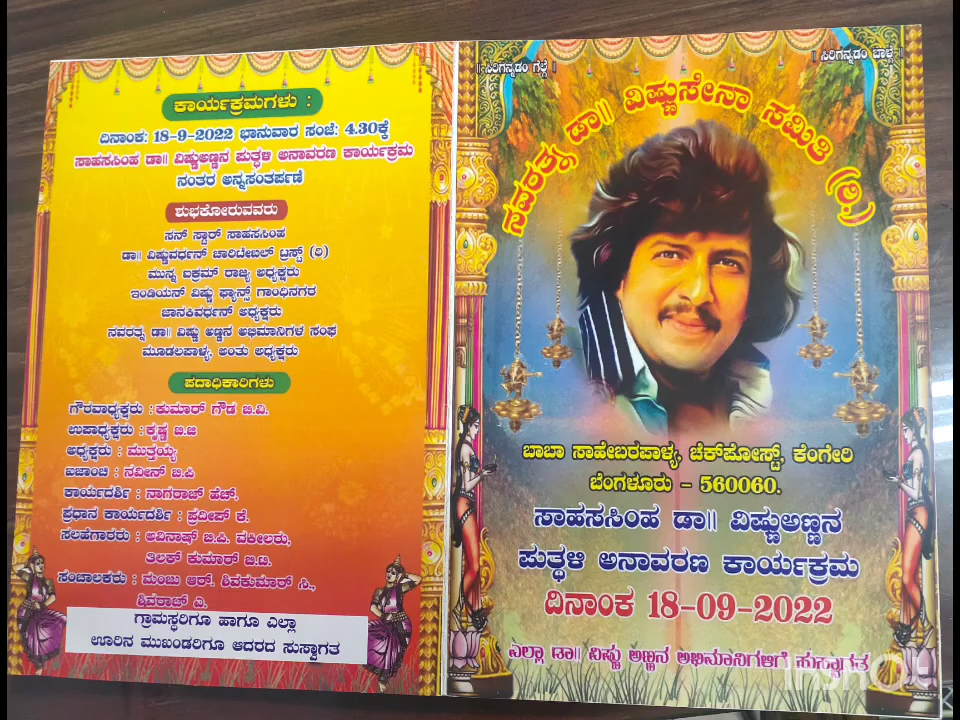 ಕಾರ್ಯಕ್ರಮಗಳು :
ದಿನಾಂಕ: 18-9-2022 ಭಾನುವಾರ ಸಂಜೆ: 4.30ಕ್ಕೆ
ಸಾಹಸಸಿಂಹ ಡಾ॥ ವಿಷ್ಣುಅಣ್ಣನ ಪುತ್ಥಳಿ ಅನಾವರಣ ಕಾರ್ಯಕ್ರಮ
ನಂತರ ಅನ್ನಸಂತರ್ಪಣೆ
ಶುಭಕೋರುವವರು
ಸನ್ ಸ್ಟಾರ್ ಸಾಹಸಸಿಂಹ
ಡಾ॥ ವಿಷ್ಣುವರ್ಧನ್ ಚಾರಿಟೇಬಲ್ ಟ್ರಸ್ಟ್ (ರಿ)
ಮುನ್ನ ಐಕ್ರಮ್ ರಾಜ್ಯ ಅಧ್ಯಕ್ಷರು
ಇಂಡಿಯನ್ ವಿಷ್ಣು ಫ್ಯಾನ್ಸ್ ಗಾಂಧಿನಗರ
ಜಾನಕಿವರ್ಧನ್ ಅಧ್ಯಕ್ಷರು
ನವರತ್ನ ಡಾ॥ ವಿಷ್ಣು ಅಣ್ಣನ ಅಭಿಮಾನಿಗಳ ಸಂಘ
ಮೂಡಲಪಾಳ್ಯ, ಅಂತು ಅಧ್ಯಕ್ಷರು
ಪದಾಧಿಕಾರಿಗಳು
ಗೌರವಾಧ್ಯಕ್ಷರು : ಕುಮಾರ್ ಗೌಡ ಬಿ.ವಿ.
ಉಪಾಧ್ಯಕ್ಷರು : ಕೃಷ್ಣ ಬಿ.ಜಿ
ಅಧ್ಯಕ್ಷರು : ಮುತ್ತಯ್ಯ
ಖಜಾಂಚಿ : ನವೀನ್ ಬಿ.ಪಿ
ಕಾರ್ಯದರ್ಶಿ : ನಾಗರಾಜ್ ಹೆಚ್.
ಪ್ರಧಾನ ಕಾರ್ಯದರ್ಶಿ : ಪ್ರದೀಪ್ ಕೆ.
ಸಲಹೆಗಾರರು : ಅವಿನಾಷ್ ಬಿ.ಪಿ. ವಕೀಲರು,
ತಿಲಕ್ ಕುಮಾರ್ ಬಿ.ಟಿ.
ಸಂಚಾಲಕರು : ಮಂಜು ಆರ್. ಶಿವಕುಮಾರ್ ಸಿ.,
ಶಿವರಾಜ್ ಎ.
ಗ್ರಾಮಸ್ಥರಿಗೂ ಹಾಗೂ ಎಲ್ಲಾ
ಊರಿನ ಮುಖಂಡರಿಗೂ ಆದರದ ಸುಸ್ವಾಗತ
॥ ಸಿರಿಗನ್ನಡಂ ಗೆಲ್ಗೆ ॥
॥ ಸಿರಿಗನ್ನಡಂ ಬಾಳ್ಗೆ ॥
ನವರತ್ನ ಡಾ॥ ವಿಷ್ಣುಸೇನಾ ಸಮಿತಿ (ರಿ.)
ಬಾಬಾ ಸಾಹೇಬರಪಾಳ್ಯ, ಚೆಕ್‌ಪೋಸ್ಟ್, ಕೆಂಗೇರಿ
ಬೆಂಗಳೂರು - 560060.
ಸಾಹಸಸಿಂಹ ಡಾ॥ ವಿಷ್ಣುಅಣ್ಣನ
ಪುತ್ಥಳಿ ಅನಾವರಣ ಕಾರ್ಯಕ್ರಮ
ದಿನಾಂಕ 18-09-2022
ಎಲ್ಲಾ ಡಾ॥ ವಿಷ್ಣು ಅಣ್ಣನ ಅಭಿಮಾನಿಗಳಿಗೆ ಸುಸ್ವಾಗತ